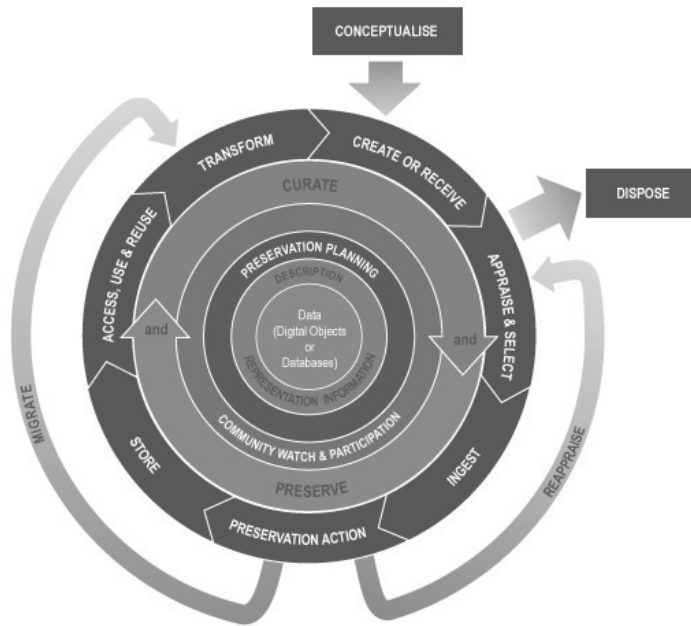 CONCEPTUALISE
CREATE OR RECEIVE
DISPOSE
APPRAISE & SELECT
INGEST
PRESERVATION ACTION
STORE
ACCESS, USE & REUSE
TRANSFORM
MIGRATE
REAPPRAISE
CURATE
and
PRESERVE
and
PRESERVATION PLANNING
COMMUNITY WATCH & PARTICIPATION
DESCRIPTION
REPRESENTATION INFORMATION
Data
(Digital Objects
or
Databases)